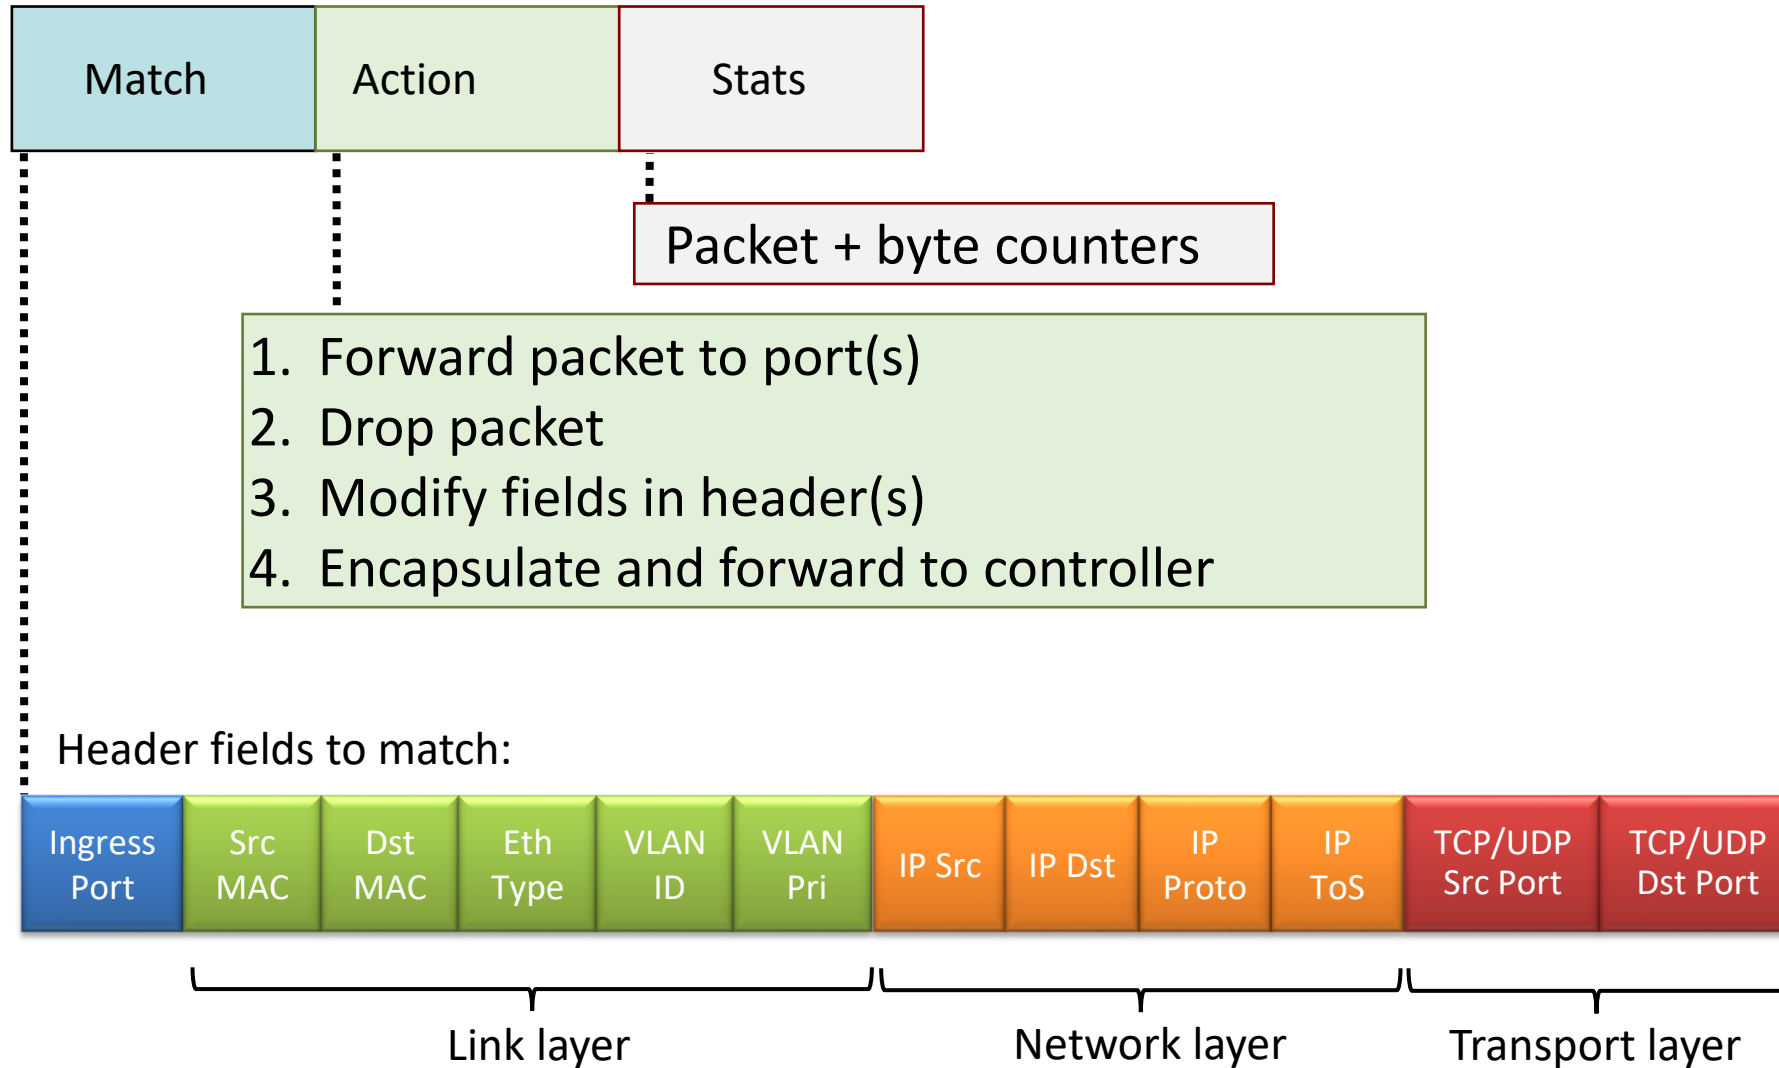 Match
Action
Stats
Packet + byte counters
1. Forward packet to port(s)
2. Drop packet
3. Modify fields in header(s)
4. Encapsulate and forward to controller
Header fields to match:
Ingress
Port
Src
MAC
Dst
MAC
Eth
Type
VLAN
ID
VLAN
Pri
IP Src
IP Dst
IP
Proto
IP
ToS
TCP/UDP
Src Port
TCP/UDP
Dst Port
Link layer
Network layer
Transport layer